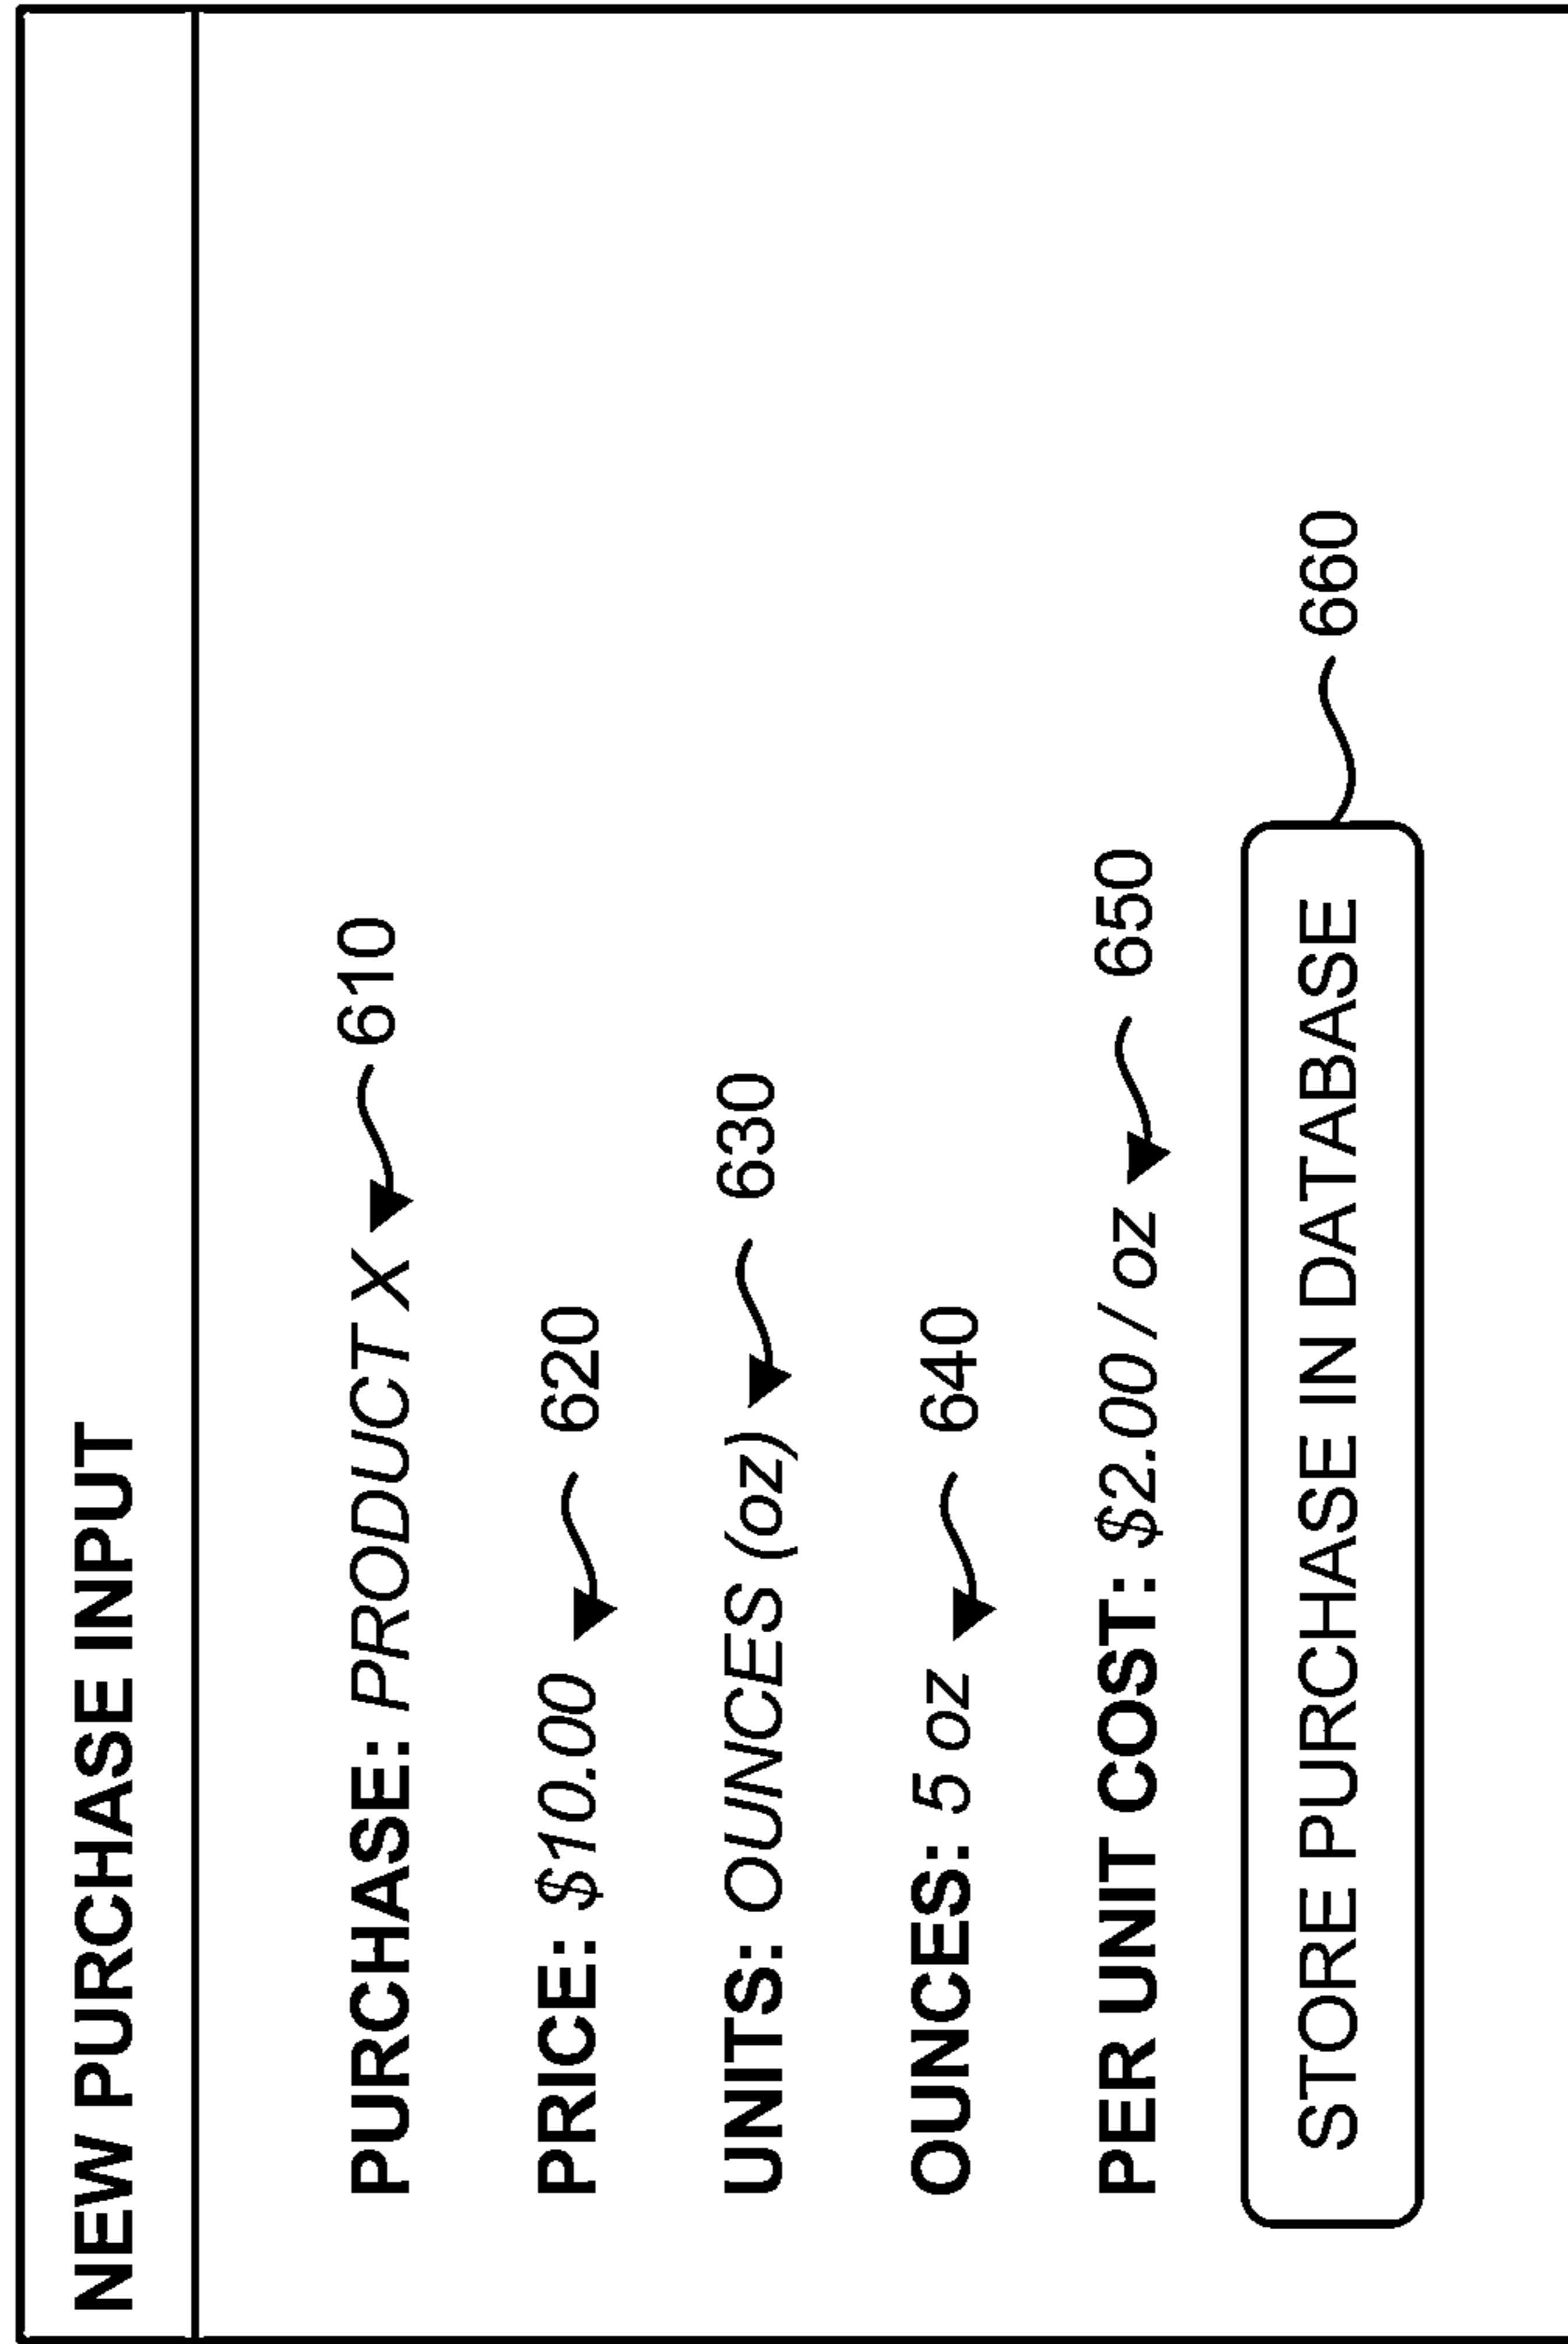 NEW PURCHASE INPUT
PURCHASE: PRODUCT X 610
PRICE: $10.00 620
UNITS: OUNCES (oz) 630
OUNCES: 5 oz 640
PER UNIT COST: $2.00 / oz 650
STORE PURCHASE IN DATABASE 660